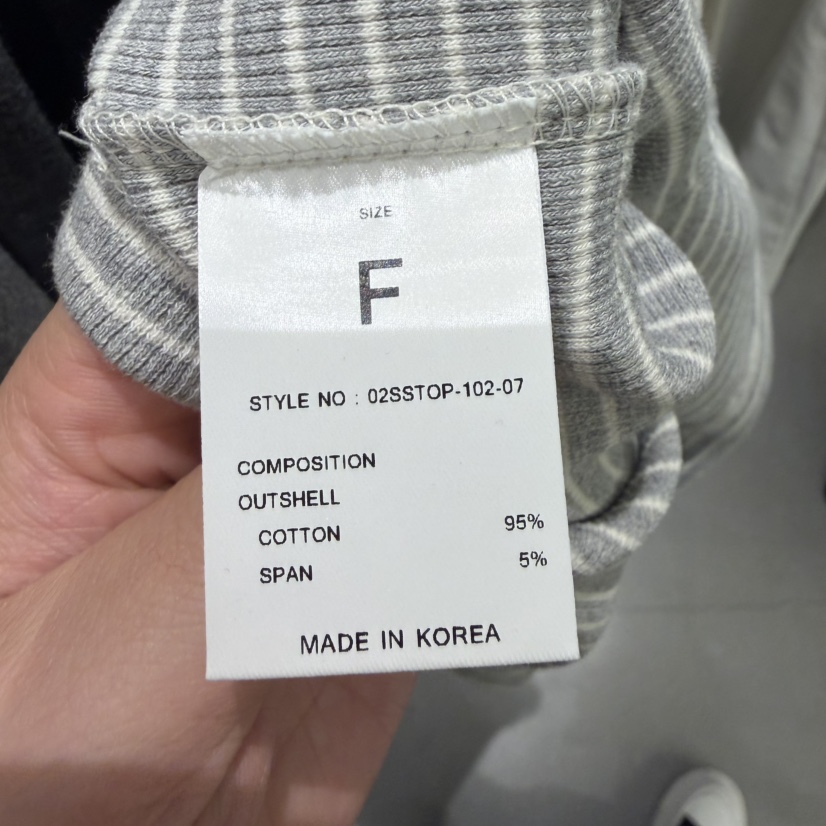 SIZE
F
STYLE NO : 02SSTOP-102-07
COMPOSITION
OUTSHELL
COTTON 95%
SPAN 5%
MADE IN KOREA